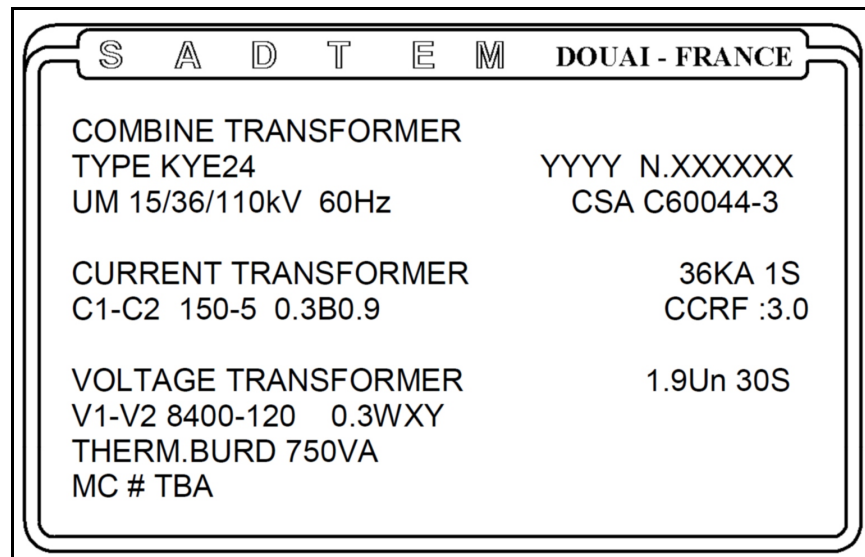 S A D T E M DOUAI - FRANCE
COMBINE TRANSFORMER
TYPE KYE24 YYYY N.XXXXXX
UM 15/36/110kV 60Hz CSA C60044-3
CURRENT TRANSFORMER 36KA 1S
C1-C2 150-5 0.3B0.9 CCRF :3.0
VOLTAGE TRANSFORMER 1.9Un 30S
V1-V2 8400-120 0.3WXY
THERM.BURD 750VA
MC # TBA